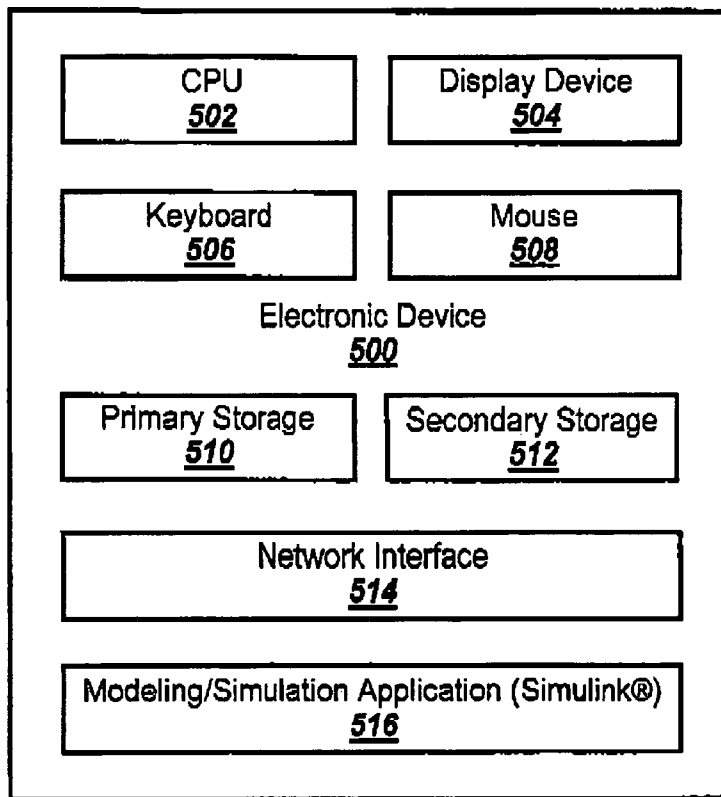 CPU
502
Display Device
504
Keyboard
506
Mouse
508
Electronic Device
500
Primary Storage
510
Secondary Storage
512
Network Interface
514
Modeling/Simulation Application (Simulink®)
516